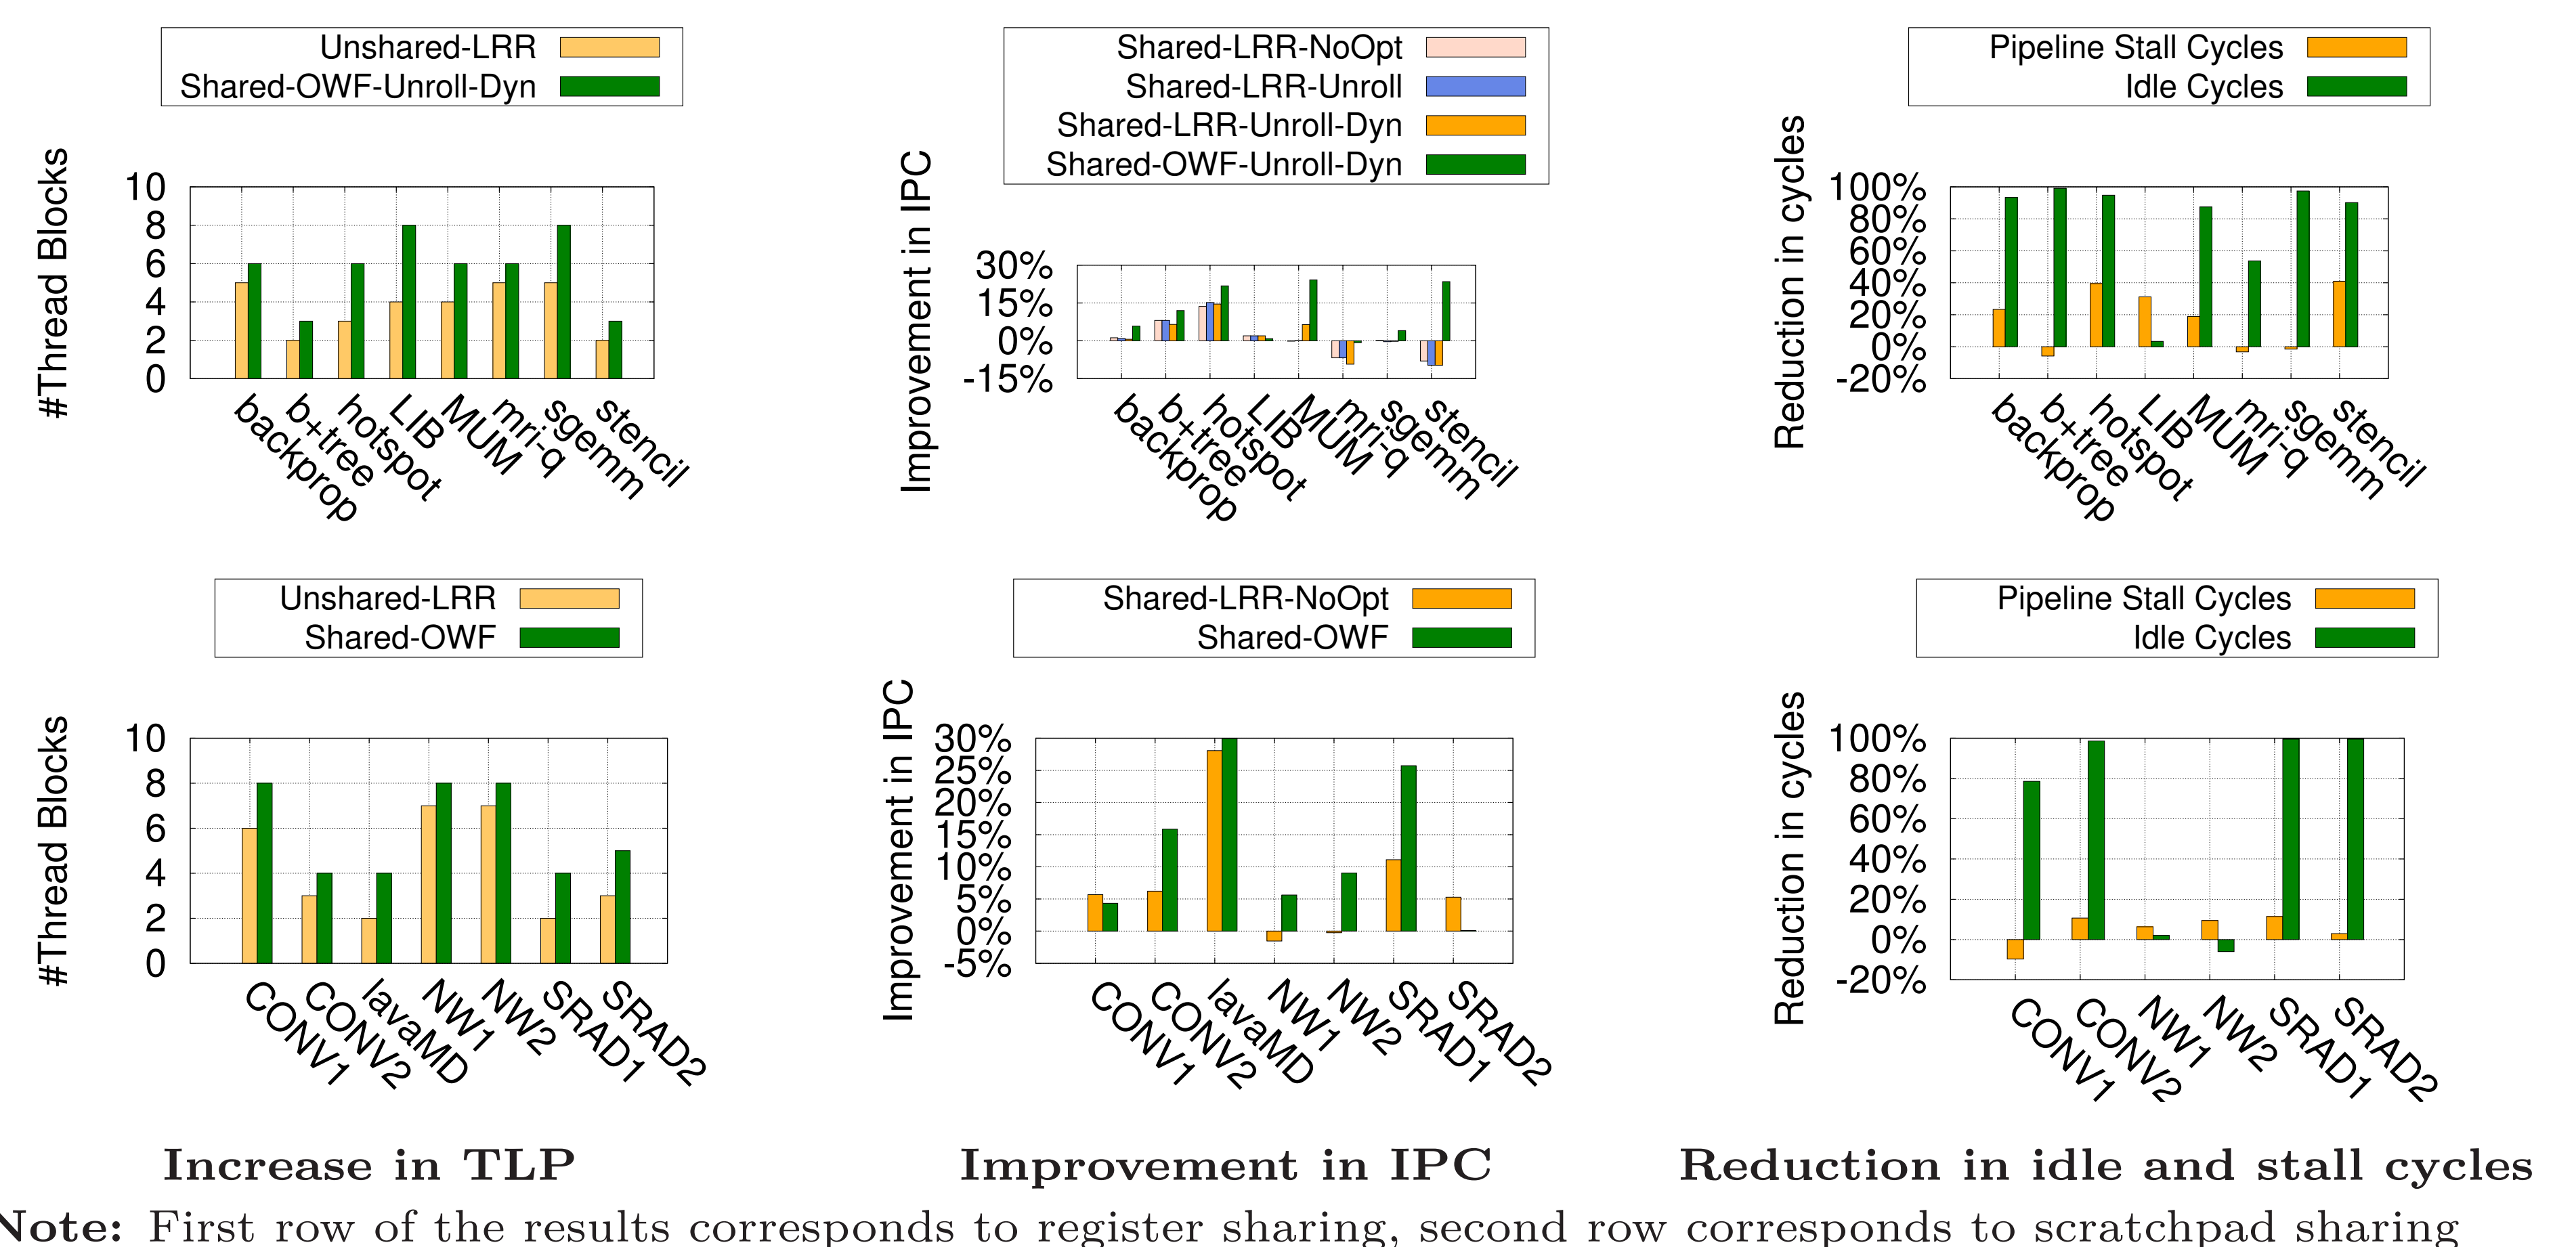 Unshared-LRR
Shared-OWF-Unroll-Dyn
#Thread Blocks
10
8
6
4
2
0
backprop
b+tree
hotspot
LIB
MUM
mri-q
sgemm
stencil
Shared-LRR-NoOpt
Shared-LRR-Unroll
Shared-LRR-Unroll-Dyn
Shared-OWF-Unroll-Dyn
Improvement in IPC
30%
15%
0%
-15%
backprop
b+tree
hotspot
LIB
MUM
mri-q
sgemm
stencil
Pipeline Stall Cycles
Idle Cycles
Reduction in cycles
100%
80%
60%
40%
20%
0%
-20%
backprop
b+tree
hotspot
LIB
MUM
mri-q
sgemm
stencil
Unshared-LRR
Shared-OWF
#Thread Blocks
10
8
6
4
2
0
CONV1
CONV2
lavaMD
NW1
NW2
SRAD1
SRAD2
Shared-LRR-NoOpt
Shared-OWF
Improvement in IPC
30%
25%
20%
15%
10%
5%
0%
-5%
CONV1
CONV2
lavaMD
NW1
NW2
SRAD1
SRAD2
Pipeline Stall Cycles
Idle Cycles
Reduction in cycles
100%
80%
60%
40%
20%
0%
-20%
CONV1
CONV2
NW1
NW2
SRAD1
SRAD2
Increase in TLP
Improvement in IPC
Reduction in idle and stall cycles
Note: First row of the results corresponds to register sharing, second row corresponds to scratchpad sharing